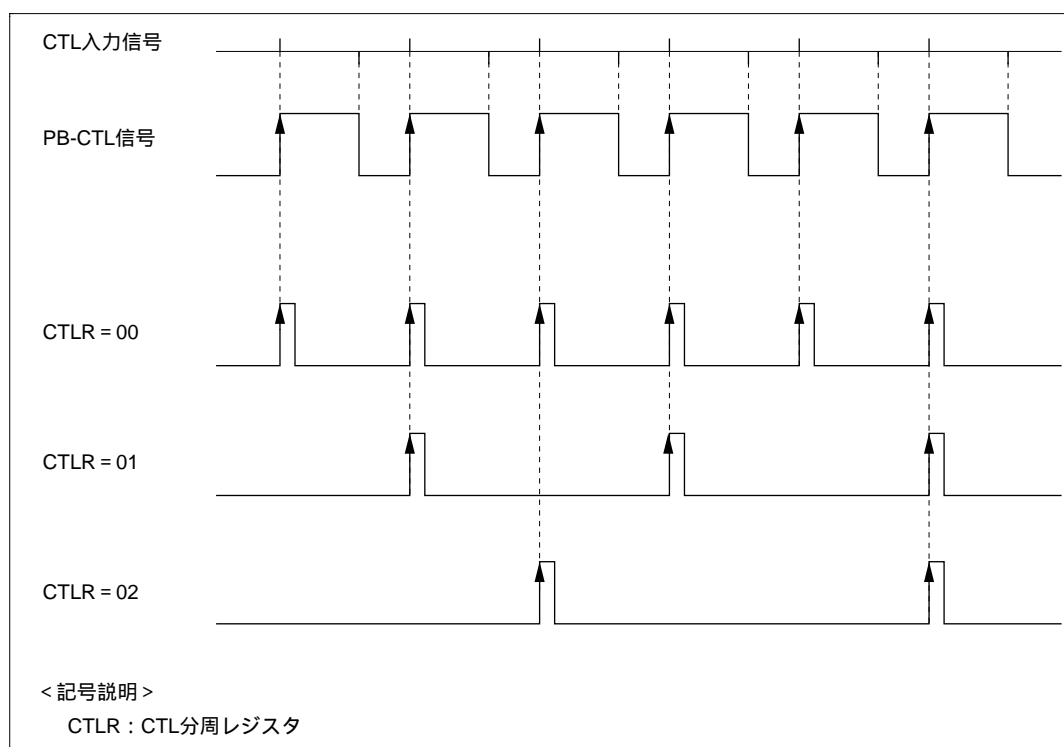 CTL入力信号
PB-CTL信号
CTLR = 00
CTLR = 01
CTLR = 02
<記号説明>
CTLR：CTL分周レジスタ